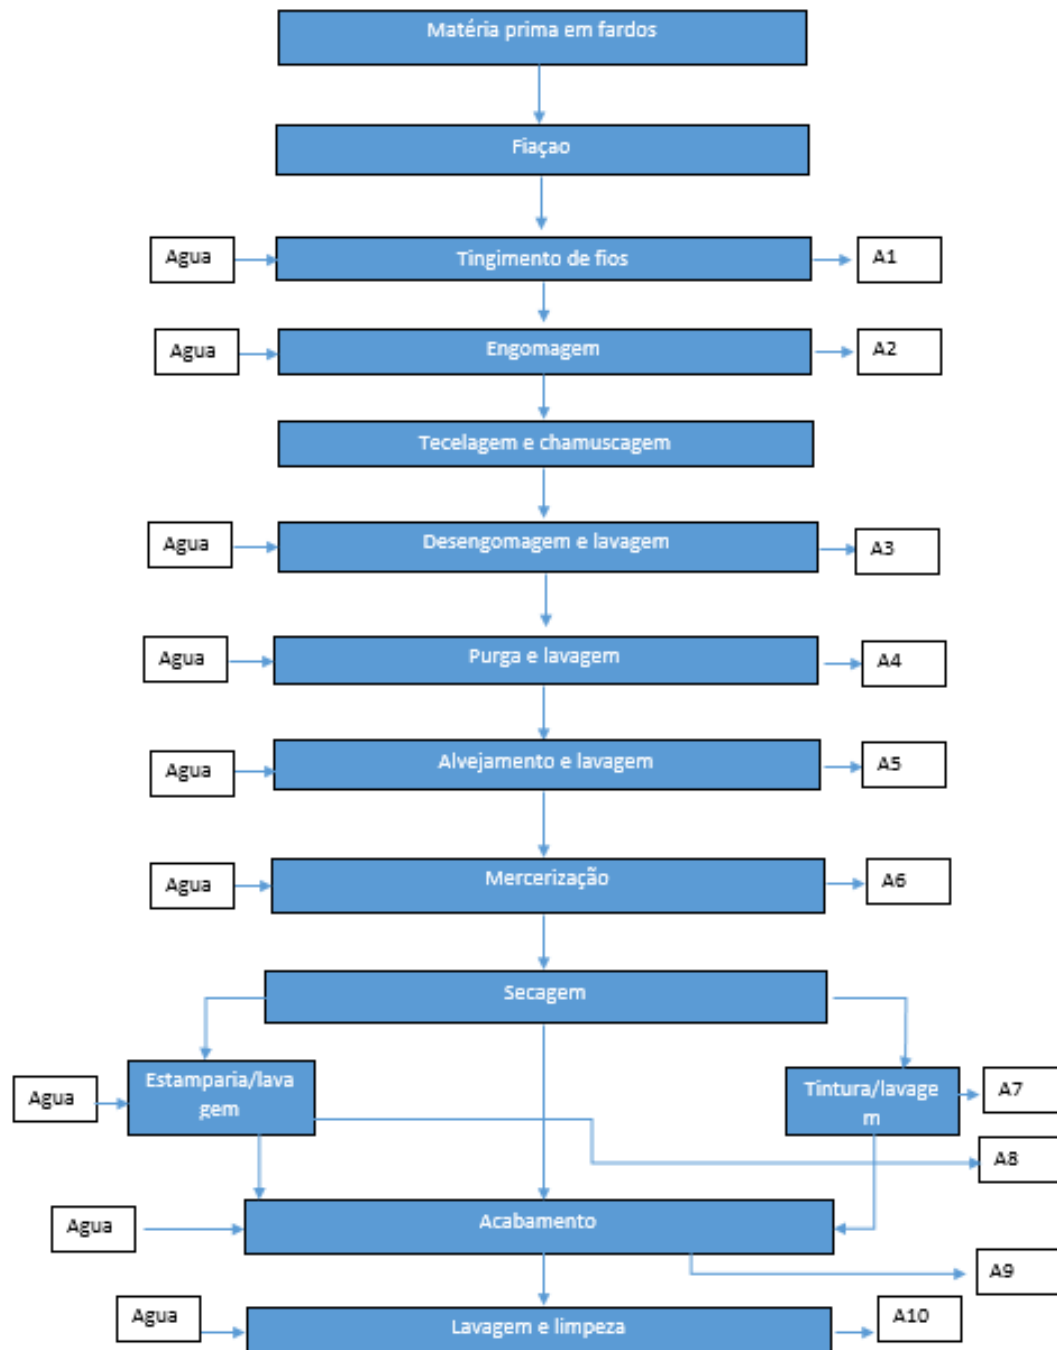 Matéria prima em fardos
Fiaçao
Agua
Tingimento de fios
A1
Agua
Engomagem
A2
Tecelagem e chamuscagem
Agua
Desengomagem e lavagem
A3
Agua
Purga e lavagem
A4
Agua
Alvejamento e lavagem
A5
Agua
Mercerização
A6
Secagem
Agua
Estamparia/lava
gem
Tintura/lavage
m
A7
A8
Agua
Acabamento
A9
Agua
Lavagem e limpeza
A10